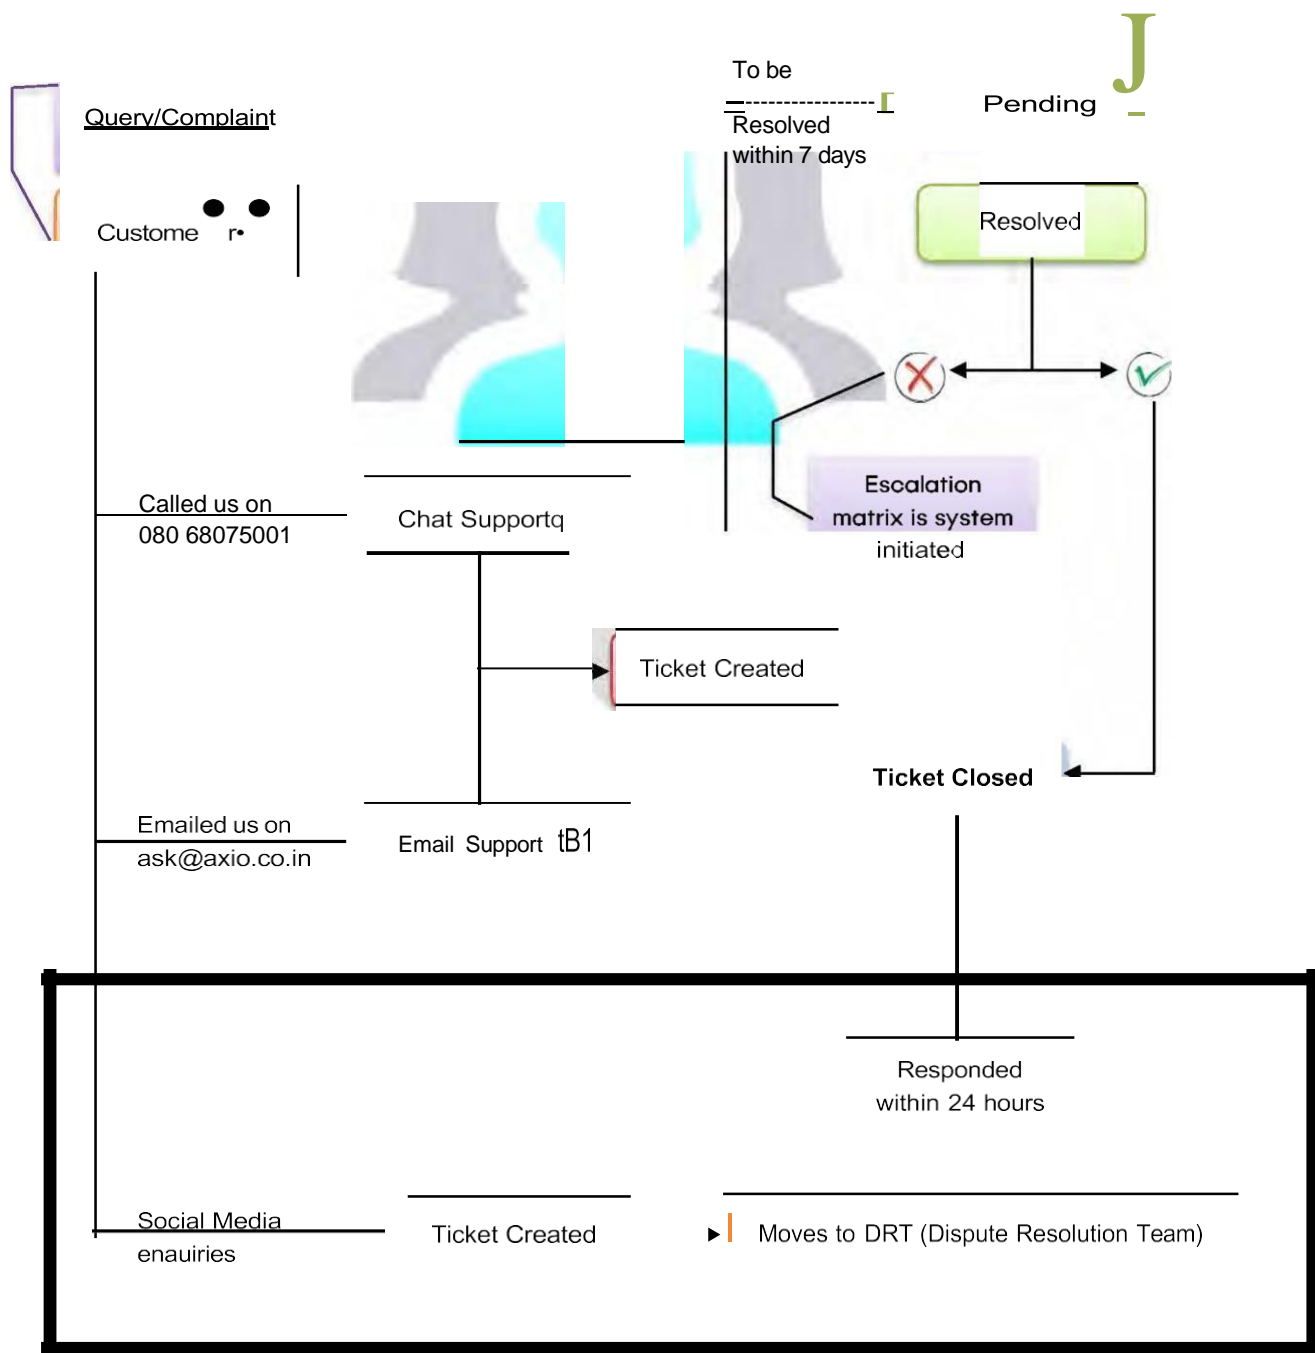 J
To be
Pending
Query/Complaint
Resolved
within 7 days
Resolved
Custome r•
Escalation
matrix is system
initiated
Called us on
080 68075001
Chat Supportq
Ticket Created
Ticket Closed
Emailed us on
ask@axio.co.in
Email Support tB1
Responded
within 24 hours
Social Media
enauiries
Ticket Created
Moves to DRT (Dispute Resolution Team)